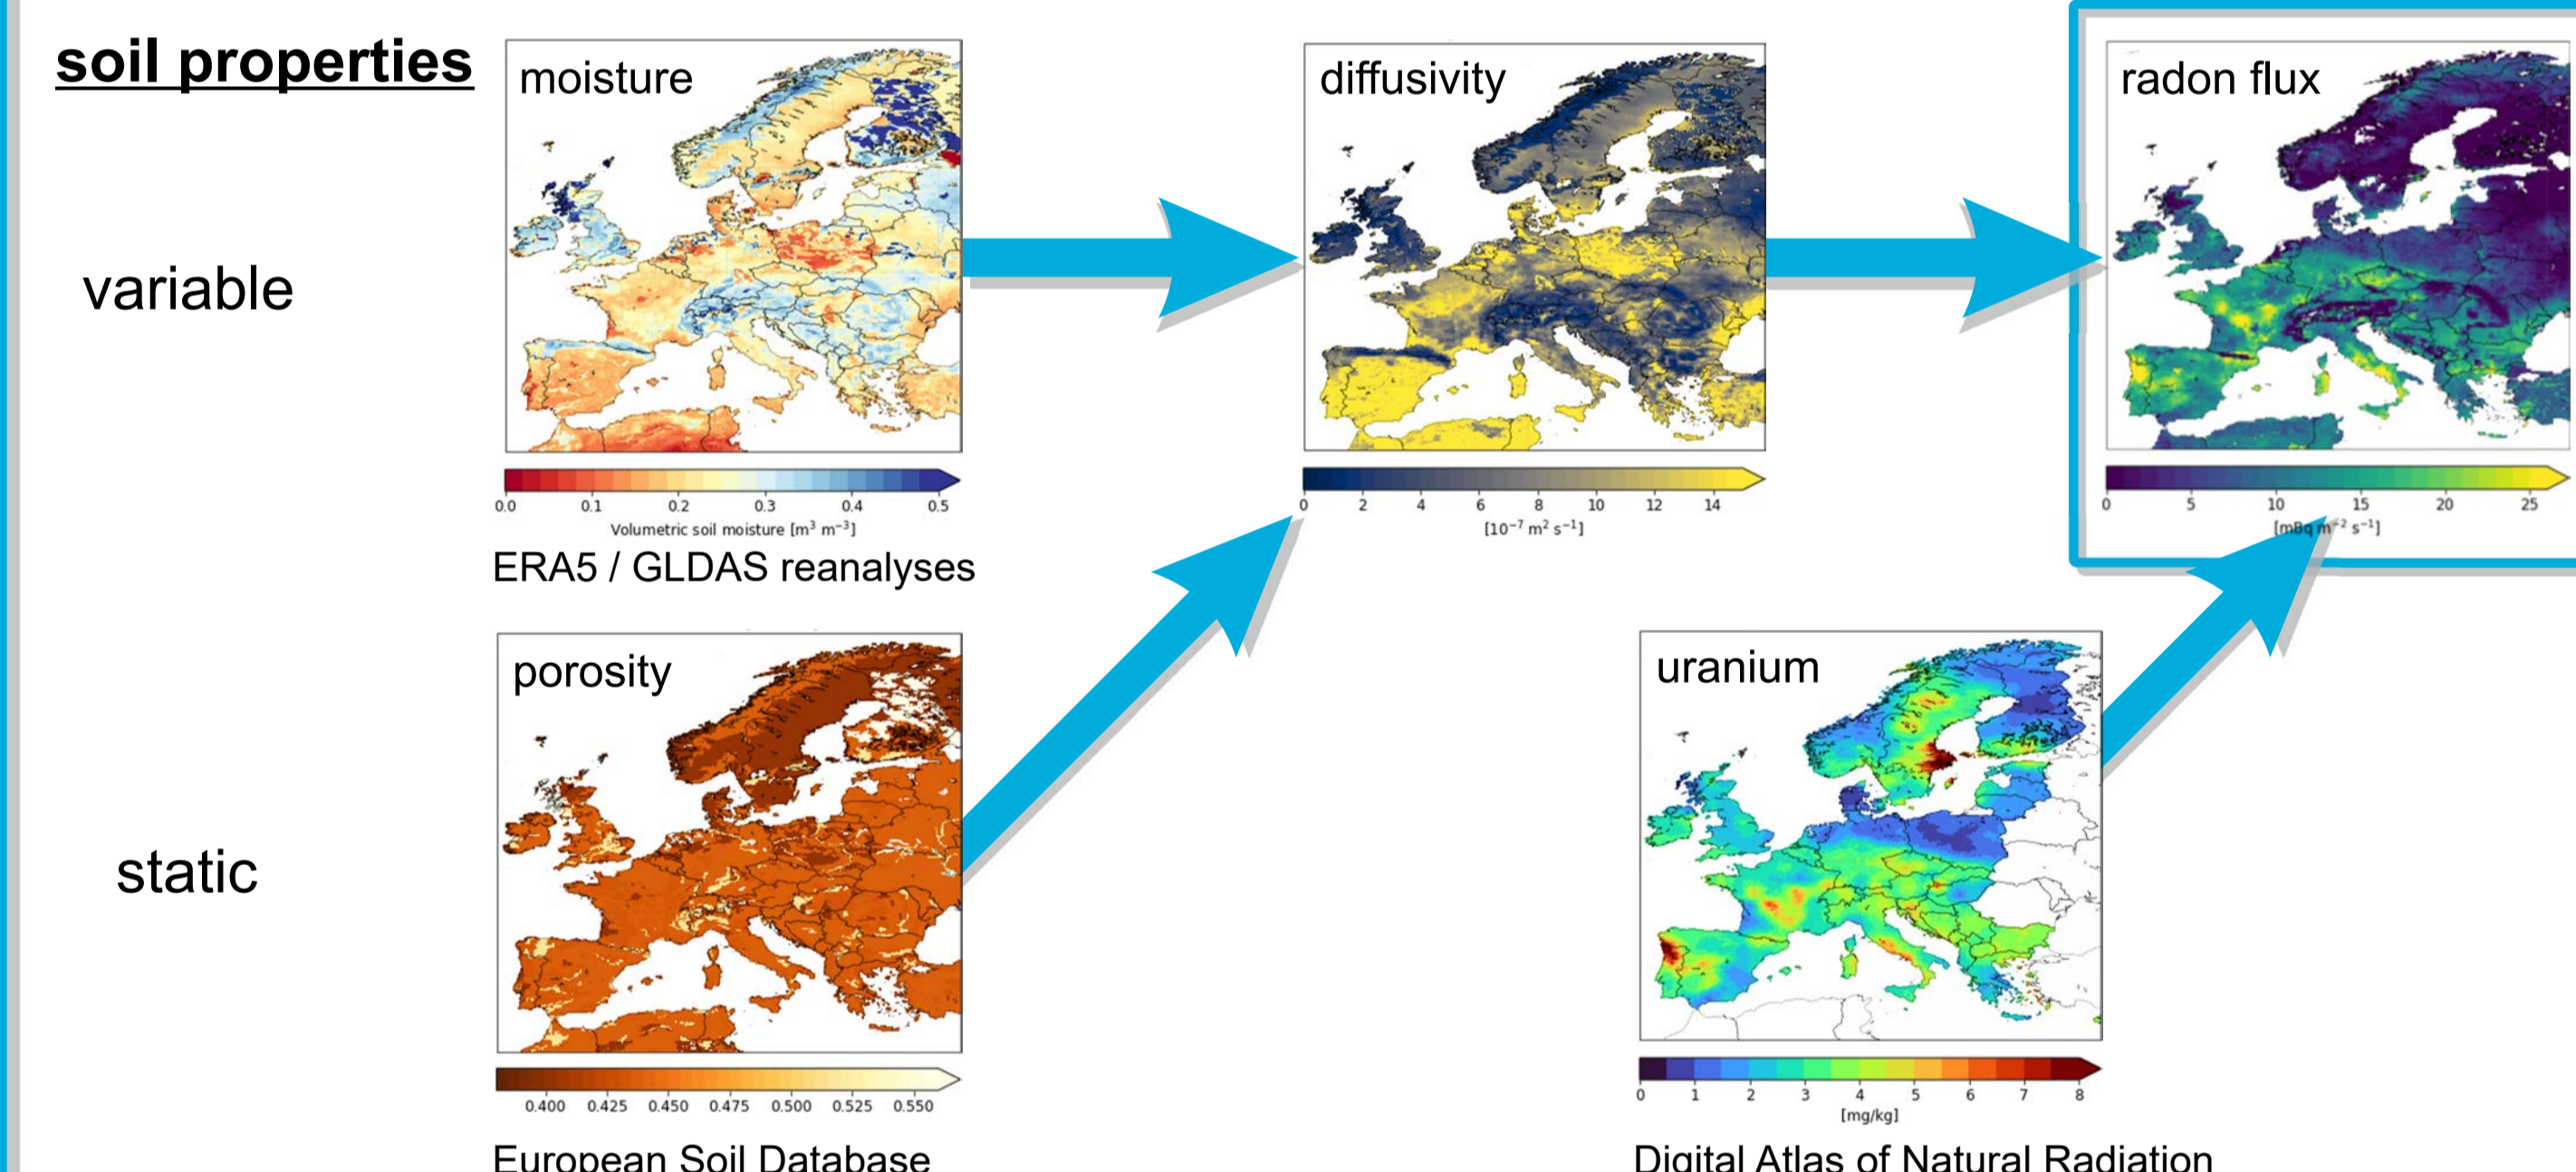 soil properties
moisture
diffusivity
radon flux
variable
0.0 0.1 0.2 0.3 0.4 0.5
Volumetric soil moisture [m³ m⁻³]
ERA5 / GLDAS reanalyses
0 2 4 6 8 10 12 14
[10⁻⁷ m² s⁻¹]
0 5 10 15 20 25
[mBq m⁻² s⁻¹]
porosity
uranium
static
0.400 0.425 0.450 0.475 0.500 0.525 0.550
European Soil Database
0 1 2 3 4 5 6 7 8
[mg/kg]
Digital Atlas of Natural Radiation